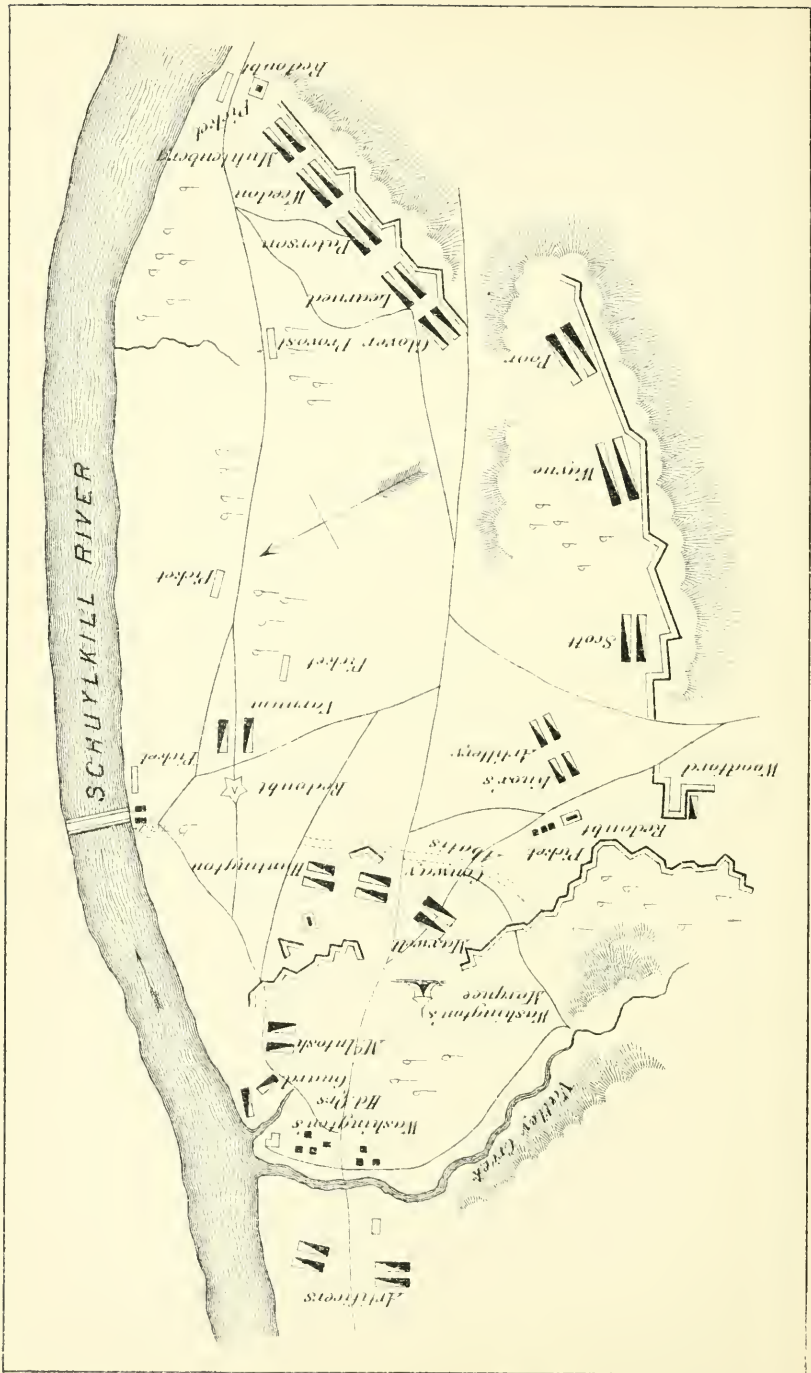 SCHUYLKILL RIVER
Artificers
Valley Creek
Washington's
Hd. Qrs
Guard
McIntosh
Washington's
Marquee
Maxwell
Conway
Huntington
Abatis
Picket
Redoubt
Woodford
Knox's
Artillery
Redoubt
Picket
Varnum
Scott
Picket
Picket
Wayne
Poor
Glover
Provost
Learned
Paterson
Weedon
Muhlenberg
Picket
Redoubt